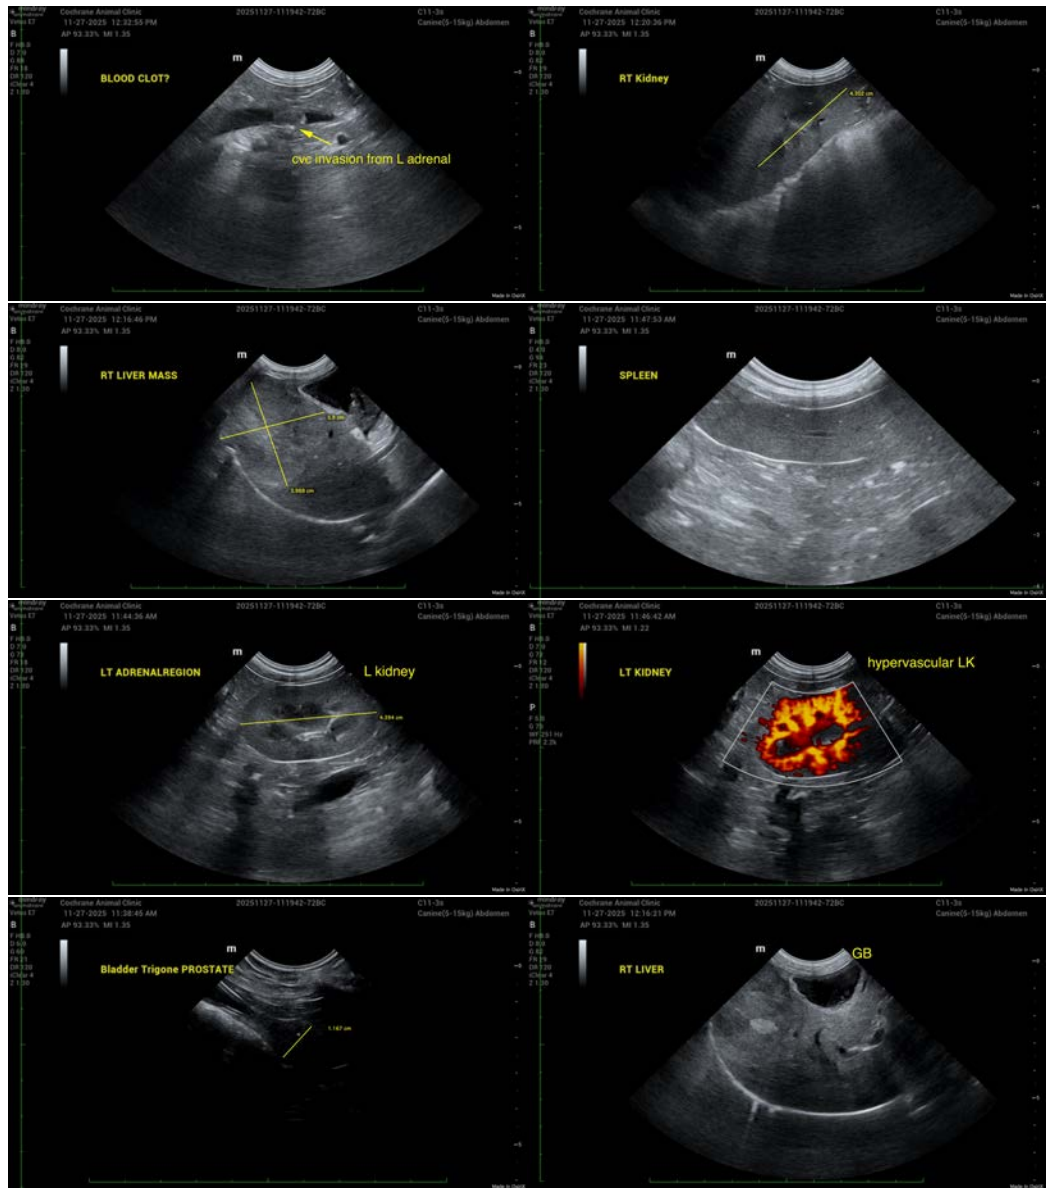 Cochrane Animal Clinic 20251127-111942-72BC C11-3s
Venus E7 11-27-2025 12:32:55 PM Canine(5-15kg) Abdomen
B AP 93.33% MI 1.35
m
BLOOD CLOT?
cvc invasion from L adrenal
Made in OsiriX
Cochrane Animal Clinic 20251127-111942-72BC C11-3s
11-27-2025 12:20:26 PM Canine(5-15kg) Abdomen
B AP 93.33% MI 1.35
m
RT Kidney
Made in OsiriX
Cochrane Animal Clinic 20251127-111942-72BC C11-3s
11-27-2025 12:16:46 PM Canine(5-15kg) Abdomen
B AP 93.33% MI 1.35
m
RT LIVER MASS
Made in OsiriX
Cochrane Animal Clinic 20251127-111942-72BC C11-3s
11-27-2025 11:47:53 AM Canine(5-15kg) Abdomen
B AP 93.33% MI 1.35
m
SPLEEN
Made in OsiriX
Cochrane Animal Clinic 20251127-111942-72BC C11-3s
11-27-2025 11:44:36 AM Canine(5-15kg) Abdomen
B AP 93.33% MI 1.35
m
LT ADRENALREGION L kidney
Made in OsiriX
Cochrane Animal Clinic 20251127-111942-72BC C11-3s
11-27-2025 11:46:42 AM Canine(5-15kg) Abdomen
B AP 93.33% MI 1.22
m
hypervascular LK
LT KIDNEY
P
Made in OsiriX
Cochrane Animal Clinic 20251127-111942-72BC C11-3s
11-27-2025 11:38:45 AM Canine(5-15kg) Abdomen
B AP 93.33% MI 1.35
m
Bladder Trigone PROSTATE
1.167 cm
Made in OsiriX
Cochrane Animal Clinic 20251127-111942-72BC C11-3s
11-27-2025 12:16:21 PM Canine(5-15kg) Abdomen
B AP 93.33% MI 1.35
m
GB
RT LIVER
Made in OsiriX